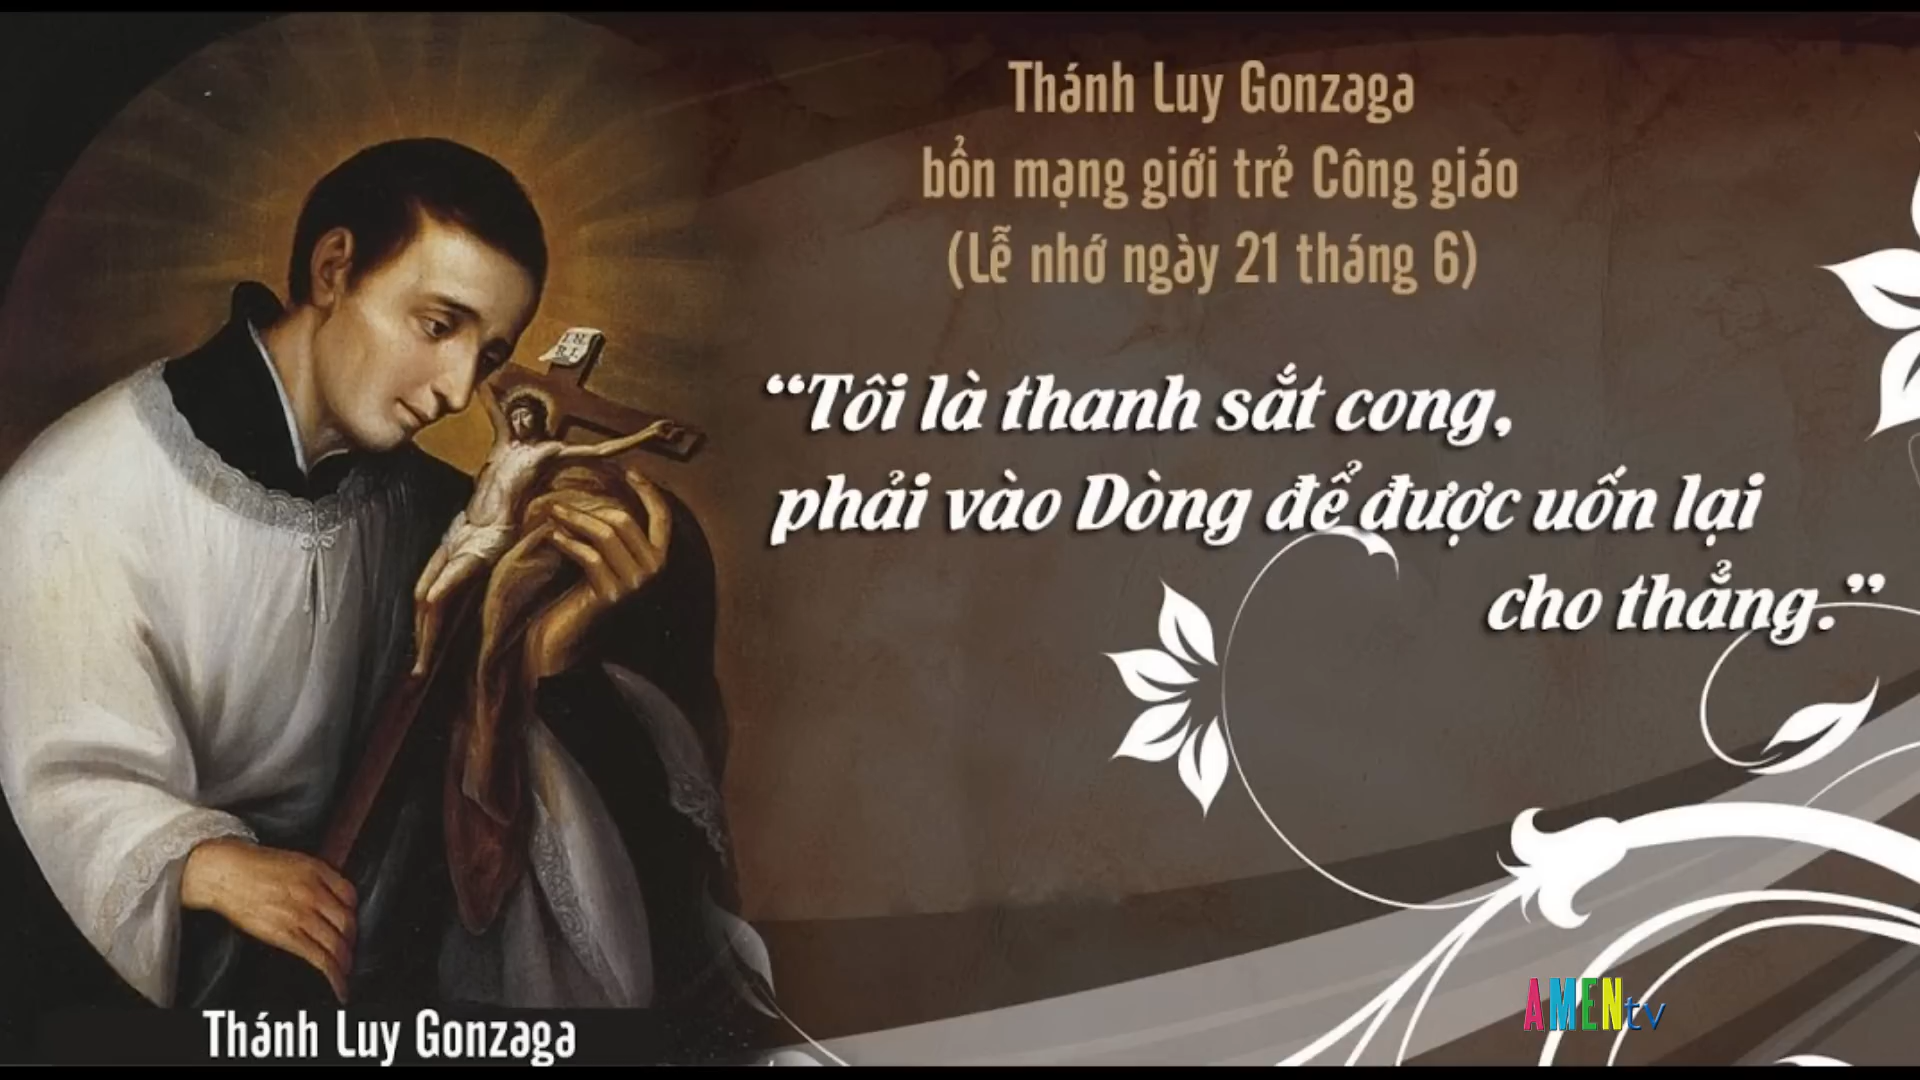 Thánh Luy Gonzaga
bổn mạng giới trẻ Công giáo
(Lễ nhớ ngày 21 tháng 6)
I.N.
R.I.
“Tôi là thanh sắt cong,
phải vào Dòng để được uốn lại
cho thẳng.”
AMENtv
Thánh Luy Gonzaga